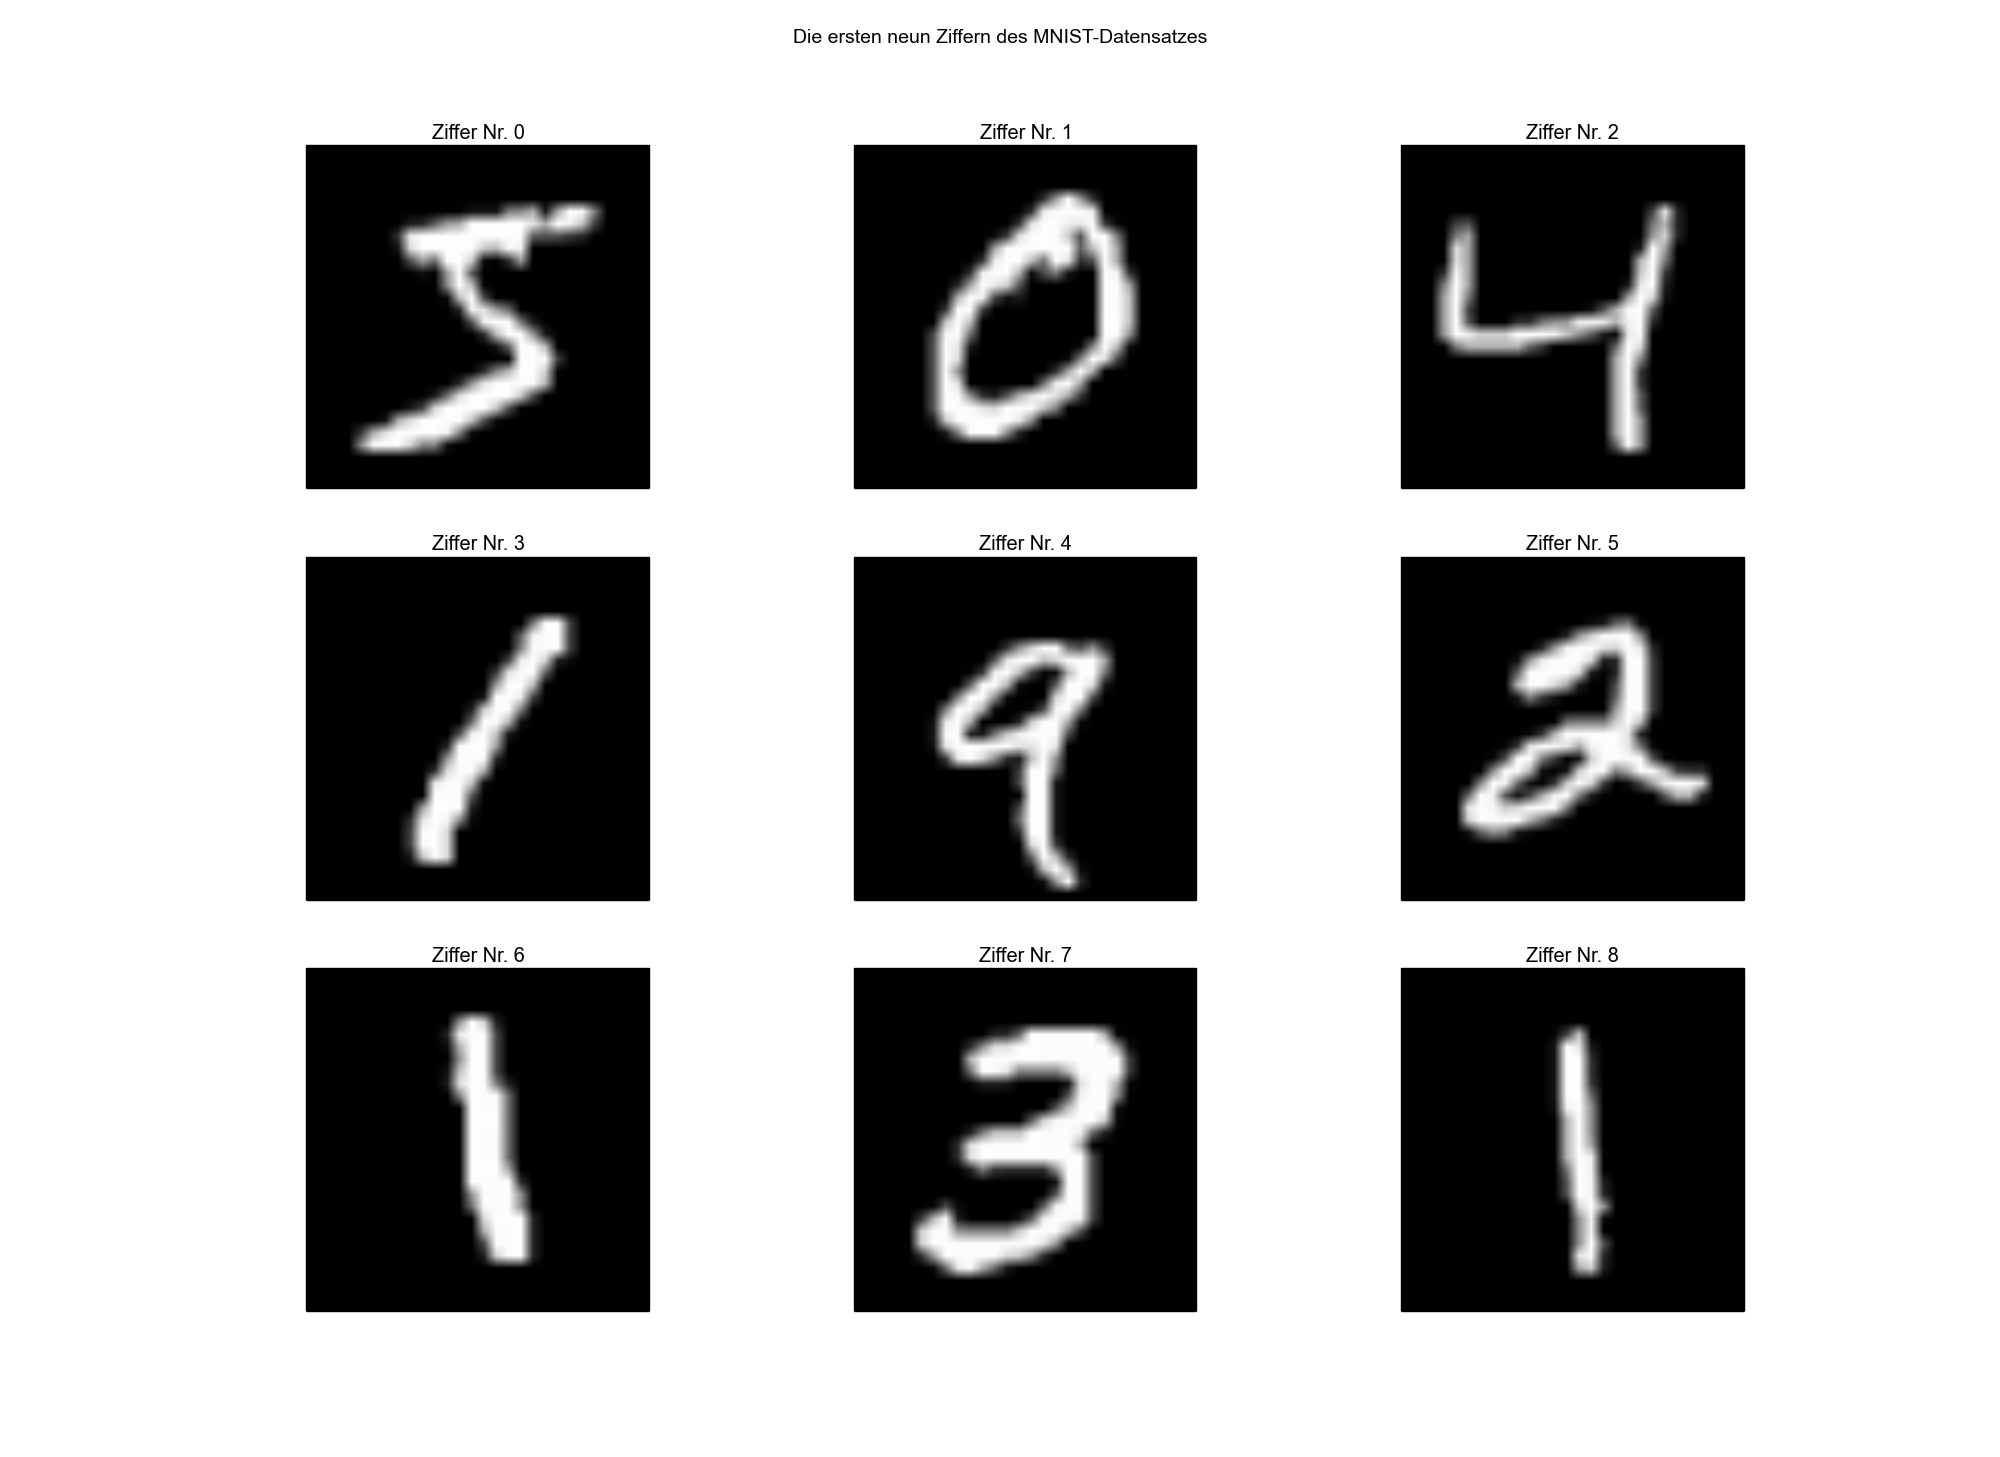 Die ersten neun Ziffern des MNIST-Datensatzes
Ziffer Nr. 0
Ziffer Nr. 1
Ziffer Nr. 2
5
0
4
Ziffer Nr. 3
Ziffer Nr. 4
Ziffer Nr. 5
1
9
2
Ziffer Nr. 6
Ziffer Nr. 7
Ziffer Nr. 8
1
3
1